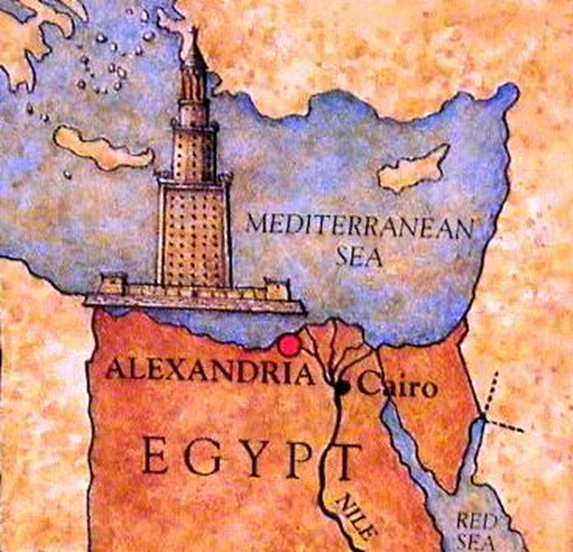 MEDITERRANEAN
SEA
ALEXANDRIA
Cairo
EGYPT
NILE
RED
SEA